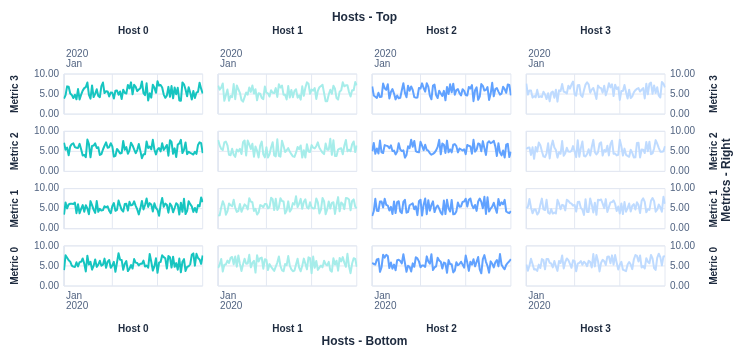 Hosts - Top
Host 0 Host 1 Host 2 Host 3
2020 2020 2020 2020
Jan Jan Jan Jan
Metric 3 10.00 10.00 Metric 3
5.00 5.00
0.00 0.00
Metric 2 10.00 10.00 Metric 2
5.00 5.00
0.00 0.00
Metrics - Right
Metric 1 10.00 10.00 Metric 1
5.00 5.00
0.00 0.00
Metric 0 10.00 10.00 Metric 0
5.00 5.00
0.00 0.00
Jan Jan Jan Jan
2020 2020 2020 2020
Host 0 Host 1 Host 2 Host 3
Hosts - Bottom